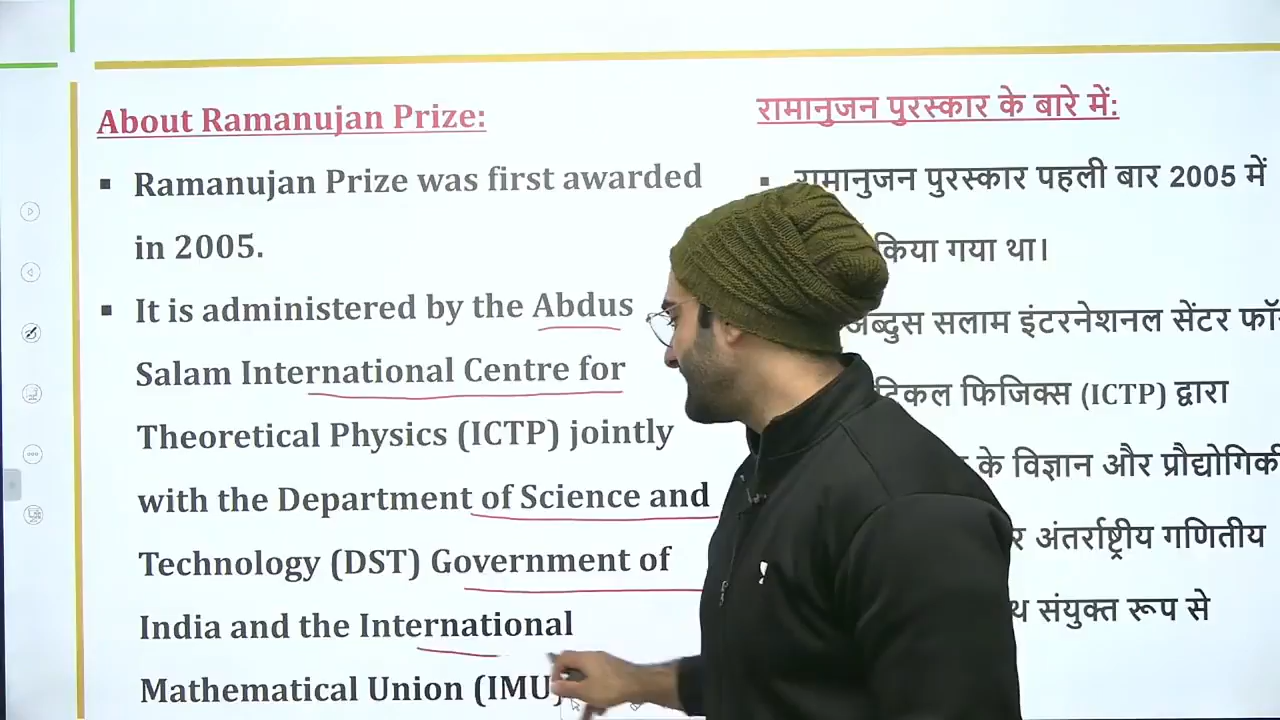 About Ramanujan Prize:
▪ Ramanujan Prize was first awarded
in 2005.
▪ It is administered by the Abdus
Salam International Centre for
Theoretical Physics (ICTP) jointly
with the Department of Science and
Technology (DST) Government of
India and the International
Mathematical Union (IMU)
रामानुजन पुरस्कार के बारे में:
▪ रामानुजन पुरस्कार पहली बार 2005 में
किया गया था।
अब्दुस सलाम इंटरनेशनल सेंटर
फिजिक्स (ICTP) द्वारा
के विज्ञान और प्रौद्योगिकी
अंतर्राष्ट्रीय गणितीय
संयुक्त रूप से